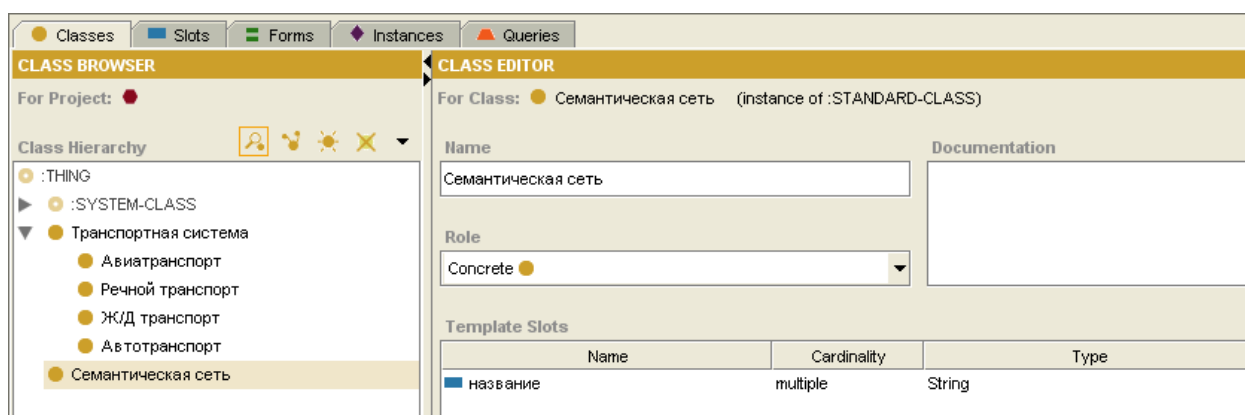 Classes Slots Forms Instances Queries
CLASS BROWSER
For Project:
Class Hierarchy
:THING
:SYSTEM-CLASS
Транспортная система
Авиатранспорт
Речной транспорт
Ж/Д транспорт
Автотранспорт
Семантическая сеть
CLASS EDITOR
For Class: Семантическая сеть (instance of :STANDARD-CLASS)
Name Documentation
Семантическая сеть
Role
Concrete
Template Slots
Name Cardinality Type
название multiple String